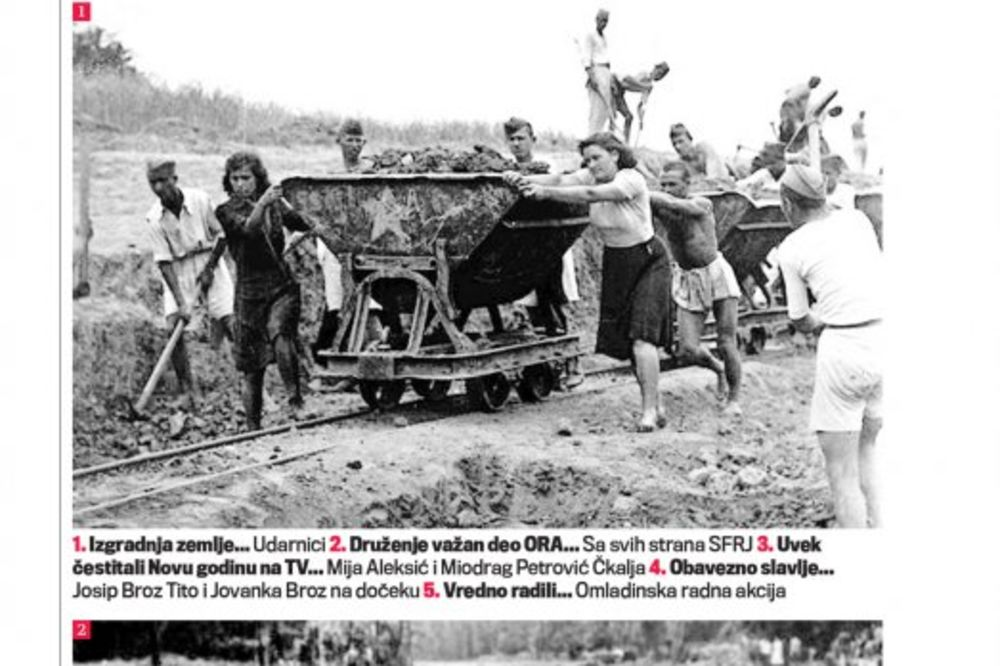 1
1. Izgradnja zemlje... Udarnici 2. Druženje važan deo ORA... Sa svih strana SFRJ 3. Uvek
čestitali Novu godinu na TV... Mija Aleksić i Miodrag Petrović Čkalja 4. Obavezno slavlje...
Josip Broz Tito i Jovanka Broz na dočeku 5. Vredno radili... Omladinska radna akcija
2